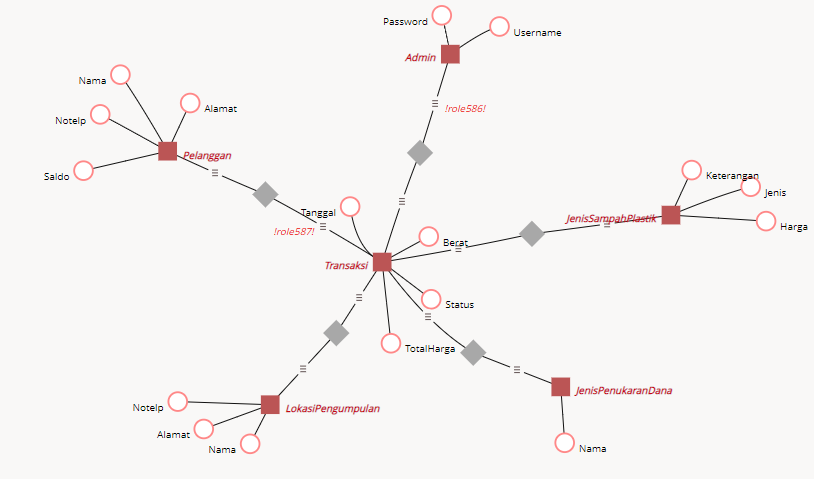 Password
Username
Admin
Nama
Notelp
Alamat
!role586!
Pelanggan
Saldo
Keterangan
Jenis
Tanggal
JenisSampahPlastik
Harga
!role587!
Berat
Transaksi
Status
TotalHarga
JenisPenukaranDana
Notelp
LokasiPengumpulan
Alamat
Nama
Nama